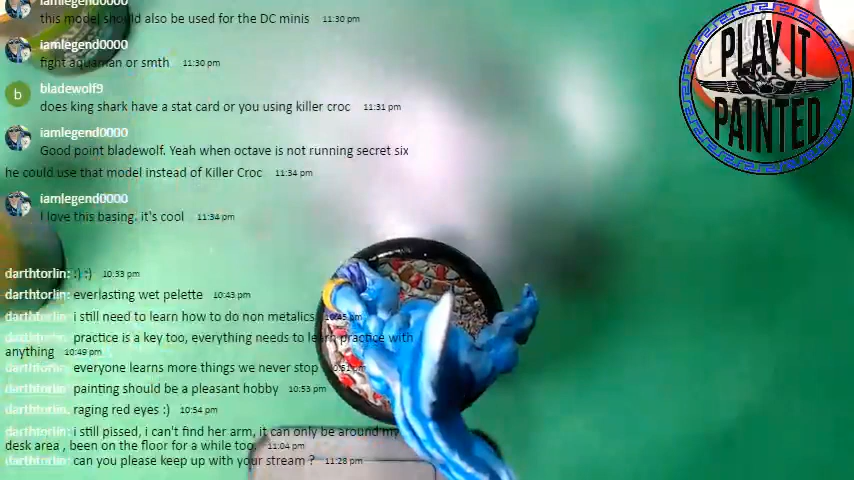 this model should also be used for the DC minis 11:30 pm
iamlegend0000
fight aquaman or smth 11:30 pm
b bladewolf9
does king shark have a stat card or you using killer croc 11:31 pm
iamlegend0000
Good point bladewolf. Yeah when octave is not running secret six
he could use that model instead of Killer Croc 11:34 pm
iamlegend0000
I love this basing. it's cool 11:34 pm
darthtorlin: :) :) 10:33 pm
darthtorlin: everlasting wet pelette 10:43 pm
darthtorlin: i still need to learn how to do non metalics 10:45 pm
darthtorlin: practice is a key too, everything needs to learn practice with
anything 10:49 pm
darthtorlin: everyone learns more things we never stop 10:51 pm
darthtorlin: painting should be a pleasant hobby 10:53 pm
darthtorlin: raging red eyes :) 10:54 pm
darthtorlin: i still pissed, i can't find her arm, it can only be around my
desk area , been on the floor for a while too. 11:04 pm
darthtorlin: can you please keep up with your stream ? 11:28 pm
PLAY IT
PAINTED